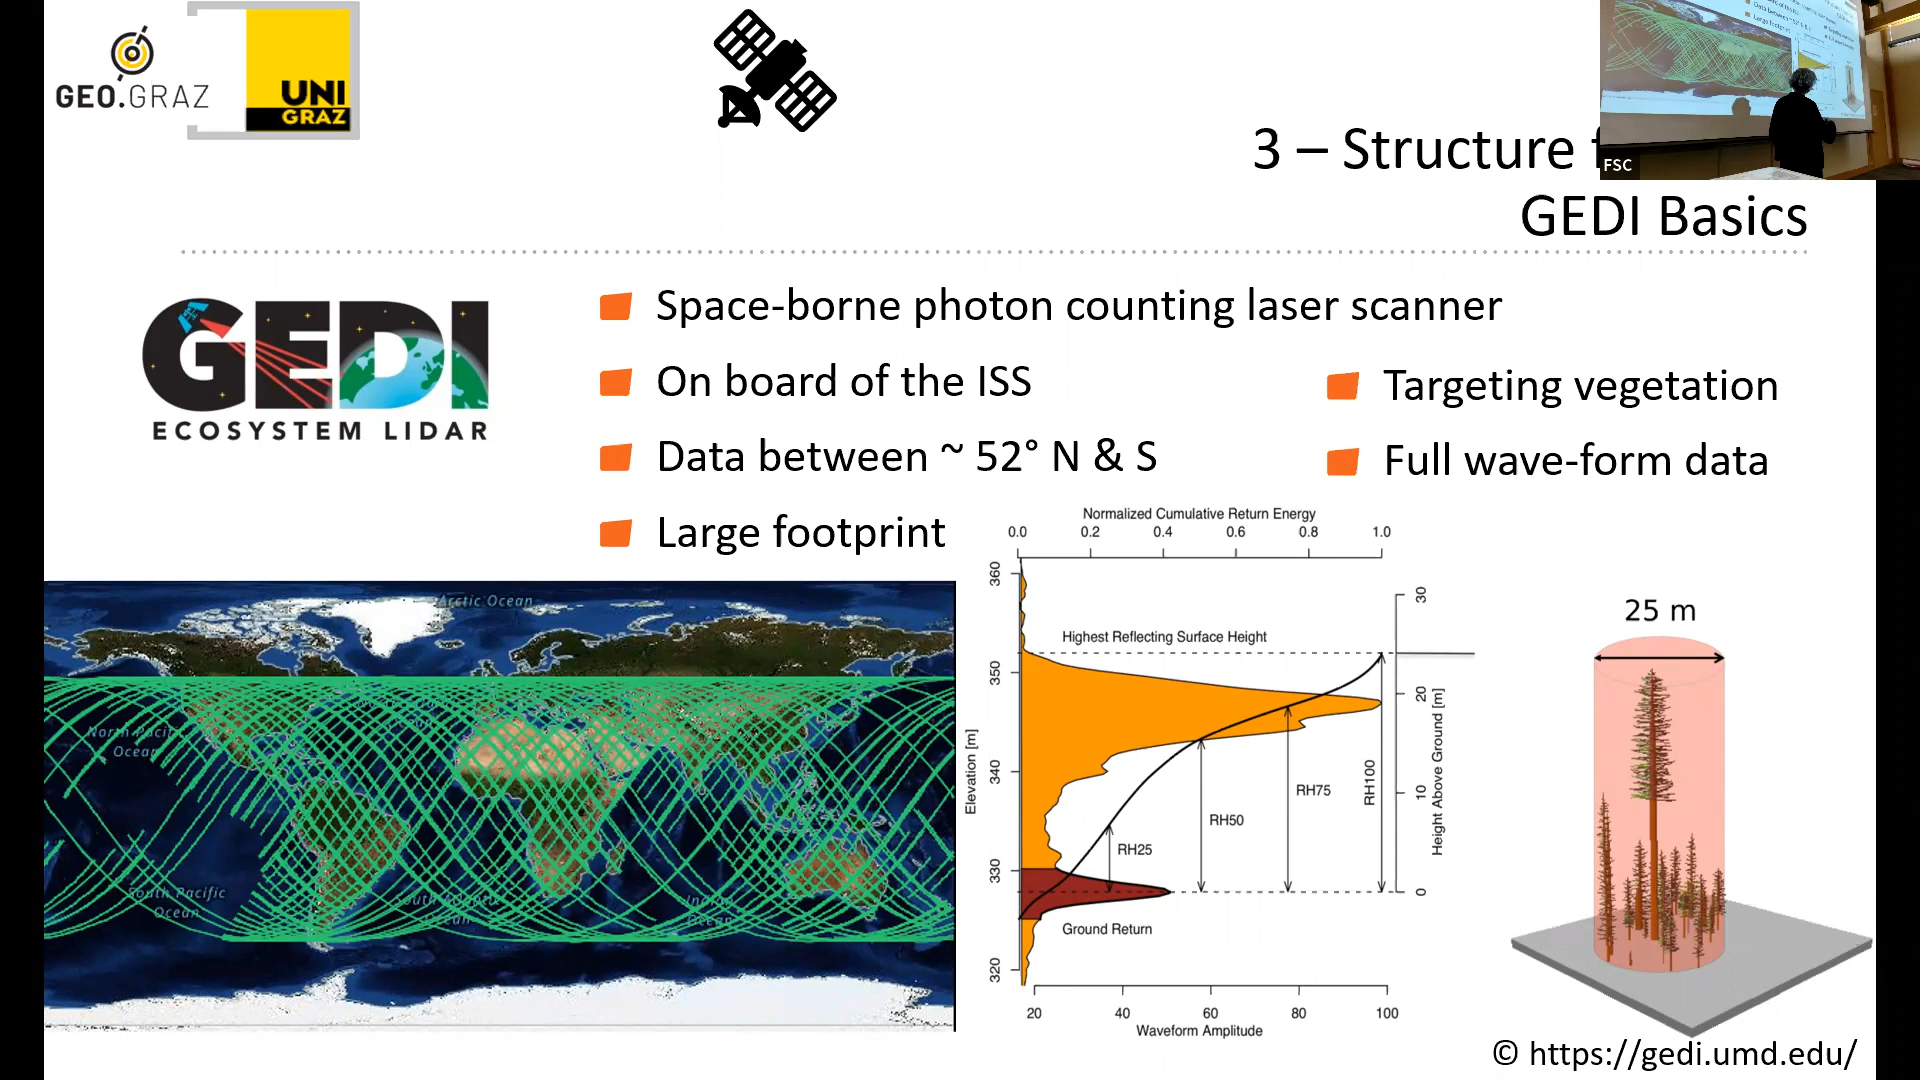 GEO.GRAZ
UNI
GRAZ
3 – Structure
GEDI Basics
FSC
GEDI
ECOSYSTEM LIDAR
Space-borne photon counting laser scanner
On board of the ISS
Data between ~ 52° N & S
Large footprint
Targeting vegetation
Full wave-form data
Arctic Ocean
North Pacific
Ocean
South Pacific
Ocean
Normalized Cumulative Return Energy
0.0 0.2 0.4 0.6 0.8 1.0
Highest Reflecting Surface Height
Elevation [m]
360
350
340
330
320
RH25
RH50
RH75
RH100
Ground Return
30
20
10
0
Height Above Ground [m]
20 40 60 80 100
Waveform Amplitude
25 m
© https://gedi.umd.edu/